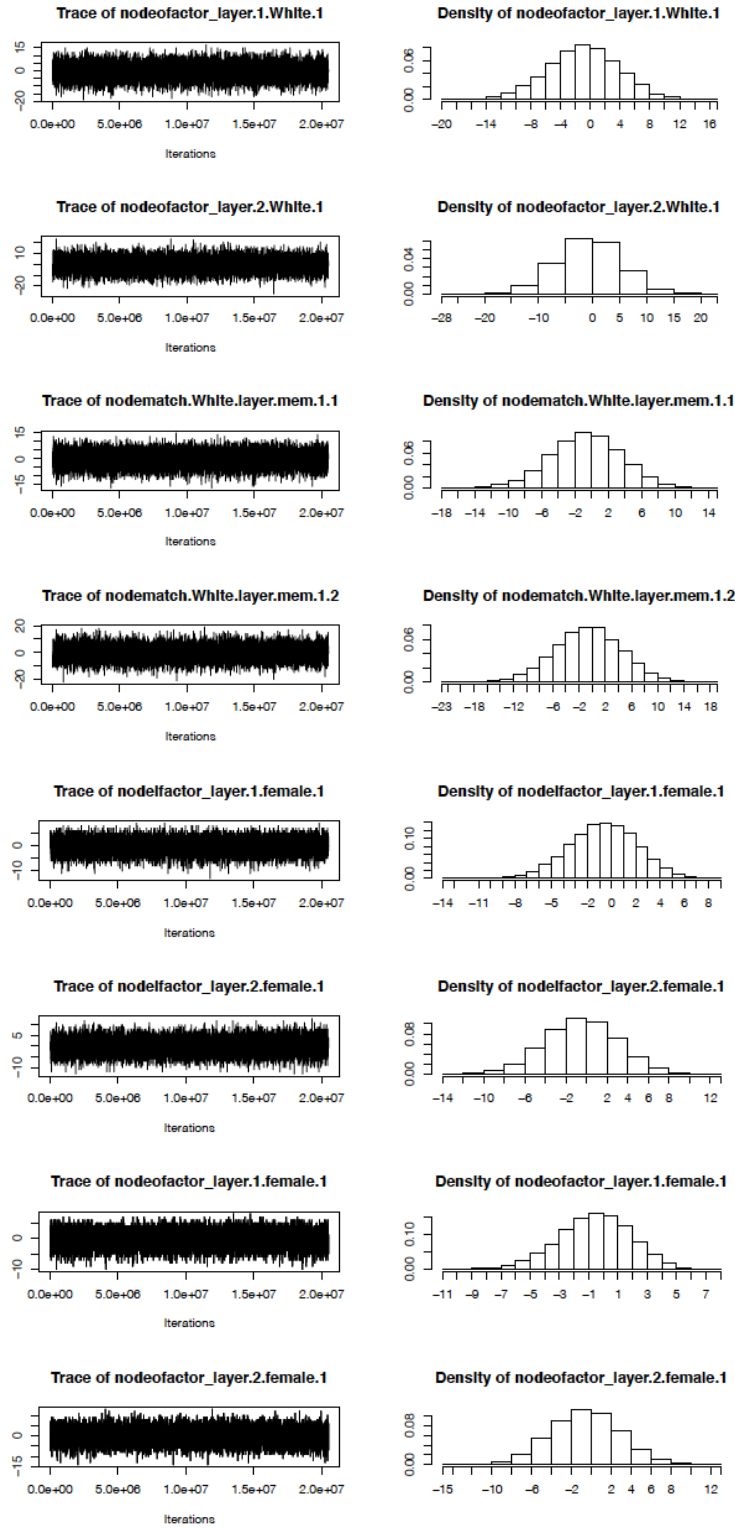 Trace of nodeofactor_layer.1.White.1
Density of nodeofactor_layer.1.White.1
15
0
-20
0.06
0.00
0.0e+00 5.0e+06 1.0e+07 1.5e+07 2.0e+07
-20 -14 -8 -4 0 4 8 12 16
Iterations
Trace of nodeofactor_layer.2.White.1
Density of nodeofactor_layer.2.White.1
10
-20
0.04
0.00
0.0e+00 5.0e+06 1.0e+07 1.5e+07 2.0e+07
-28 -20 -10 0 5 10 20
Iterations
Trace of nodematch.White.layer.mem.1.1
Density of nodematch.White.layer.mem.1.1
15
0
-15
0.06
0.00
0.0e+00 5.0e+06 1.0e+07 1.5e+07 2.0e+07
-18 -10 -6 -2 2 6 10 14
Iterations
Trace of nodematch.White.layer.mem.1.2
Density of nodematch.White.layer.mem.1.2
20
0
-20
0.06
0.00
0.0e+00 5.0e+06 1.0e+07 1.5e+07 2.0e+07
-23 -18 -12 -6 -2 2 6 10 14 19
Iterations
Trace of nodeifactor_layer.1.female.1
Density of nodeifactor_layer.1.female.1
0
-10
0.10
0.00
0.0e+00 5.0e+06 1.0e+07 1.5e+07 2.0e+07
-14 -11 -8 -5 -2 0 2 4 6 8
Iterations
Trace of nodeifactor_layer.2.female.1
Density of nodeifactor_layer.2.female.1
5
-10
0.08
0.00
0.0e+00 5.0e+06 1.0e+07 1.5e+07 2.0e+07
-14 -10 -6 -2 2 4 6 8 12
Iterations
Trace of nodeofactor_layer.1.female.1
Density of nodeofactor_layer.1.female.1
0
-10
0.10
0.00
0.0e+00 5.0e+06 1.0e+07 1.5e+07 2.0e+07
-11 -9 -7 -5 -3 -1 1 3 5 7
Iterations
Trace of nodeofactor_layer.2.female.1
Density of nodeofactor_layer.2.female.1
0
-15
0.08
0.00
0.0e+00 5.0e+06 1.0e+07 1.5e+07 2.0e+07
-15 -10 -6 -2 2 4 6 8 12
Iterations